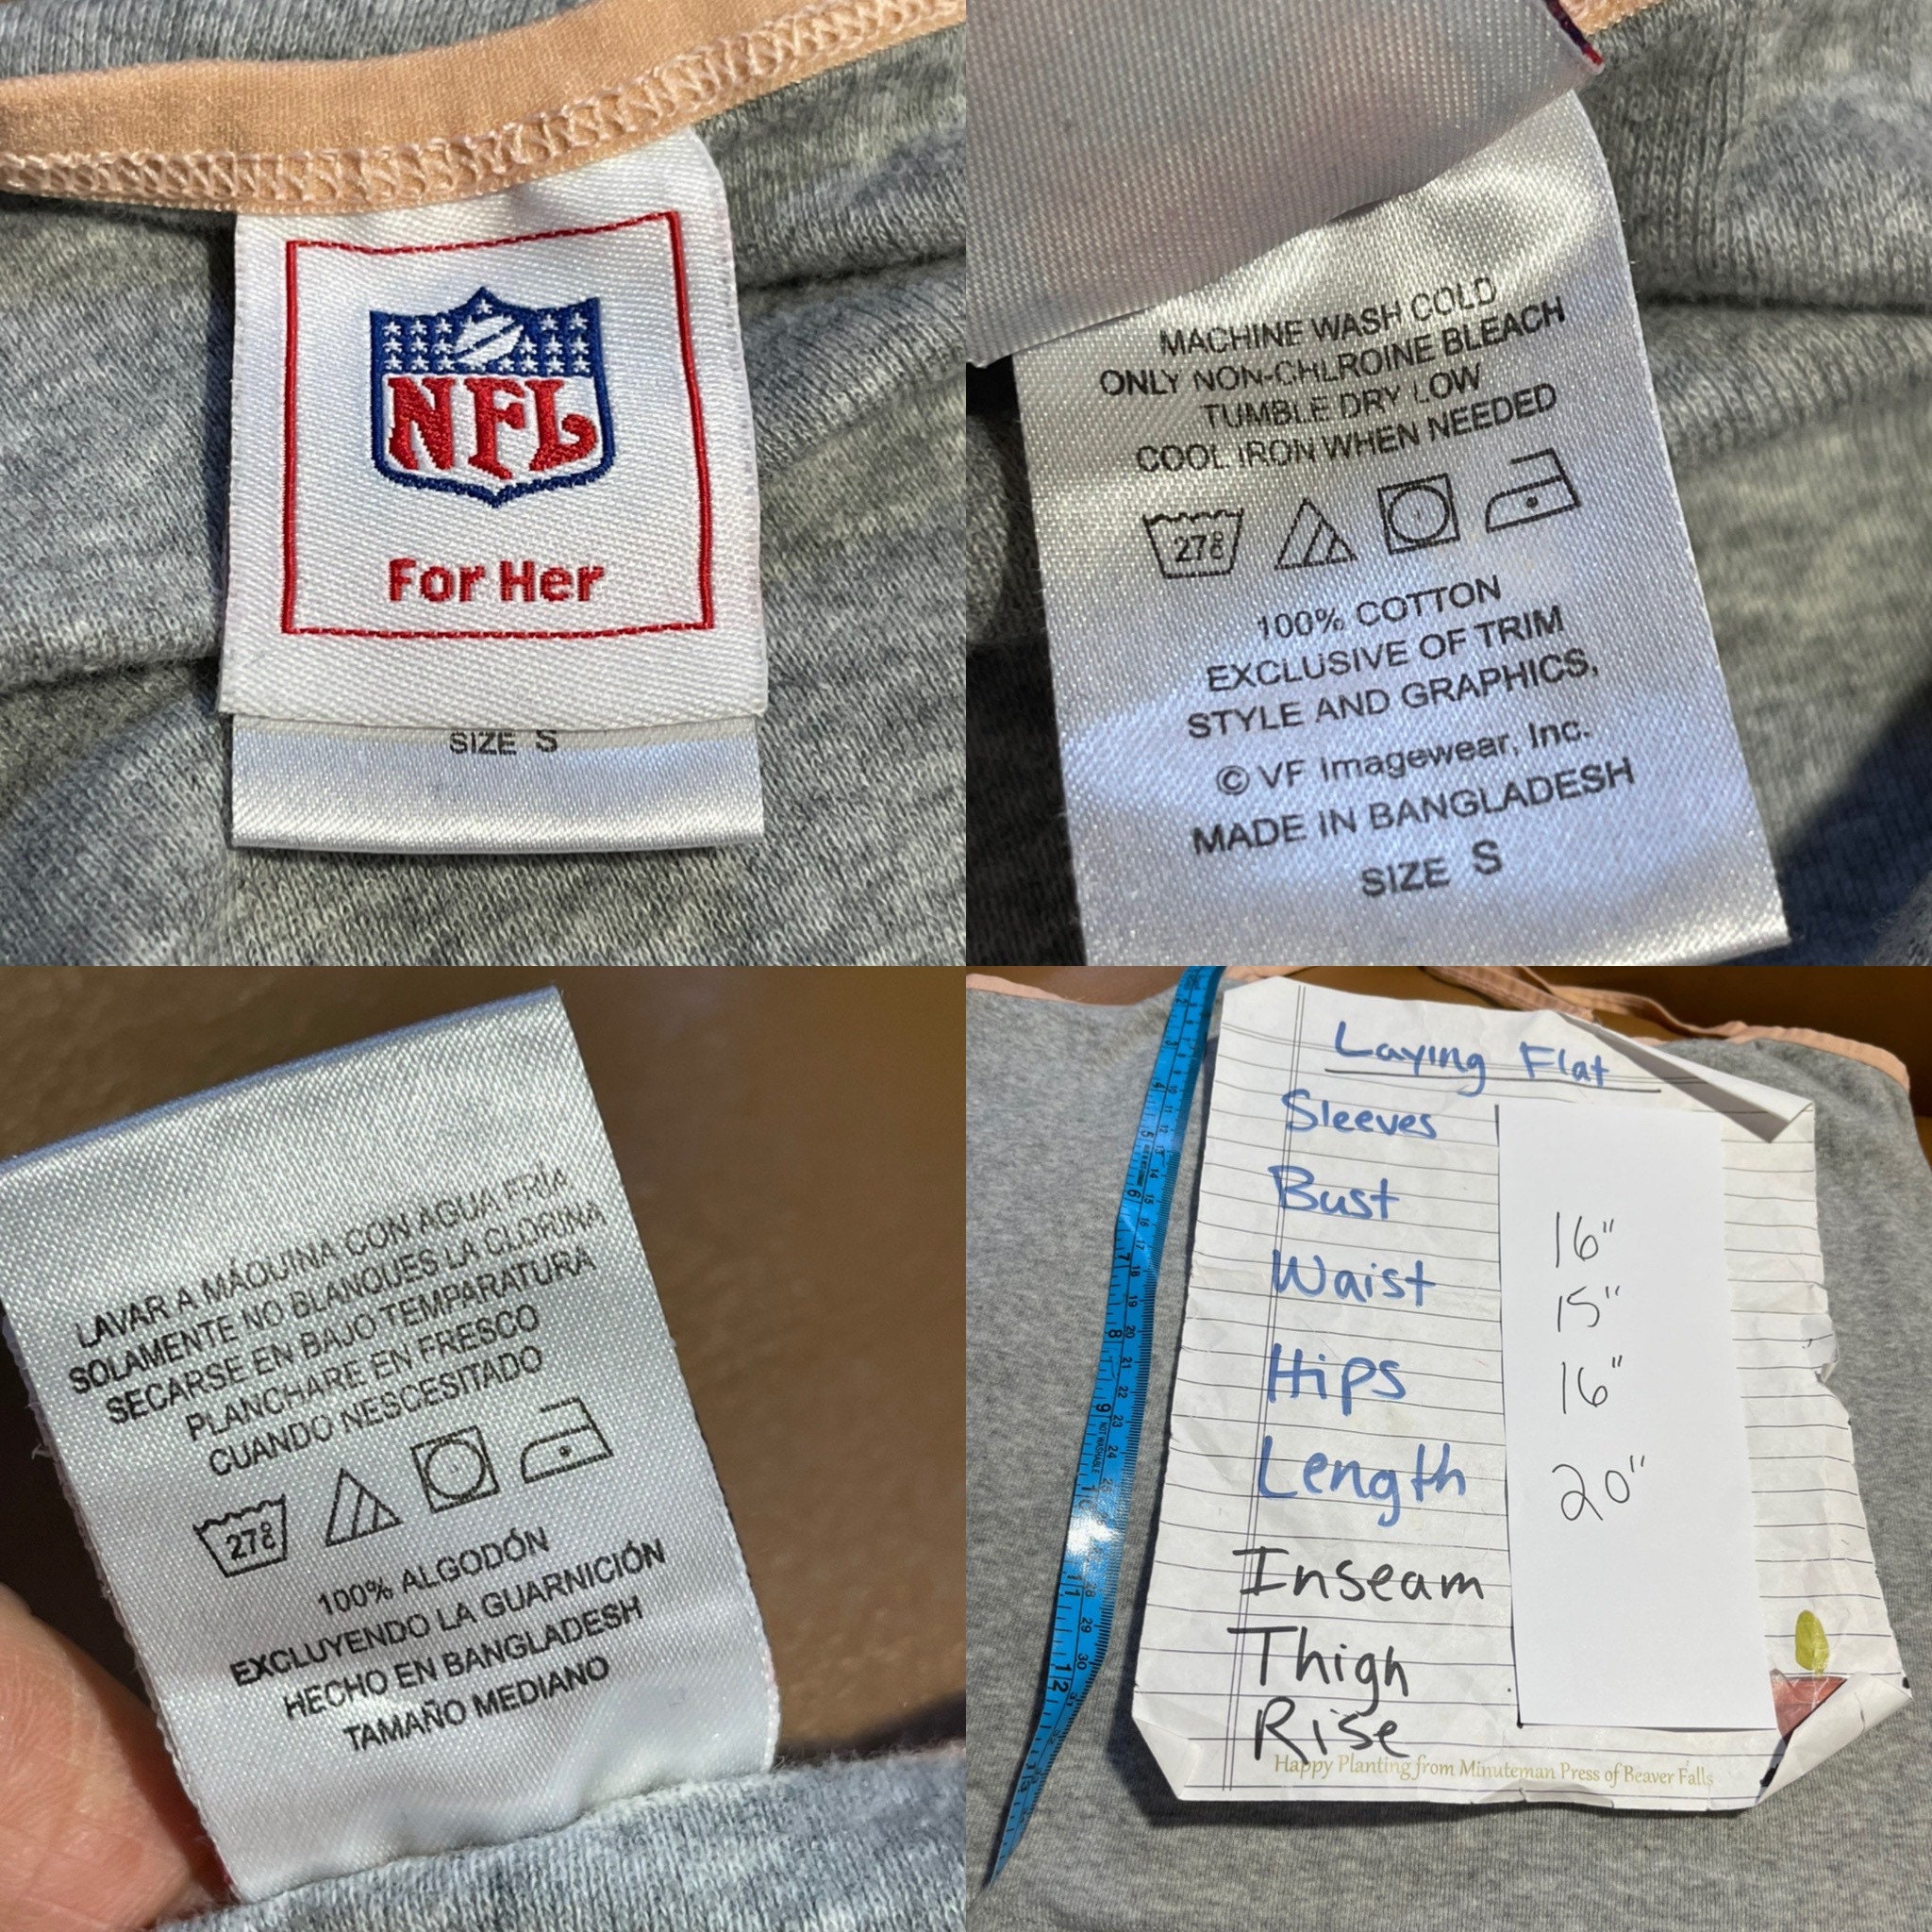 NFL
For Her
SIZE S
MACHINE WASH COLD
ONLY NON-CHLROINE BLEACH
TUMBLE DRY LOW
COOL IRON WHEN NEEDED
27°C
100% COTTON
EXCLUSIVE OF TRIM
STYLE AND GRAPHICS,
© VF Imagewear, Inc.
MADE IN BANGLADESH
SIZE S
LAVAR A MÁQUINA CON AGUA FRÍA
SOLAMENTE NO BLANQUES LA CLORINA
SECARSE EN BAJO TEMPARATURA
PLANCHARE EN FRESCO
CUANDO NESCESITADO
27°C
100% ALGODÓN
EXCLUYENDO LA GUARNICIÓN
HECHO EN BANGLADESH
TAMAÑO MEDIANO
Laying Flat
Sleeves
Bust 16"
Waist 15"
Hips 16"
Length 20"
Inseam
Thigh
Rise
Happy Planting from Minuteman Press of Beaver Falls